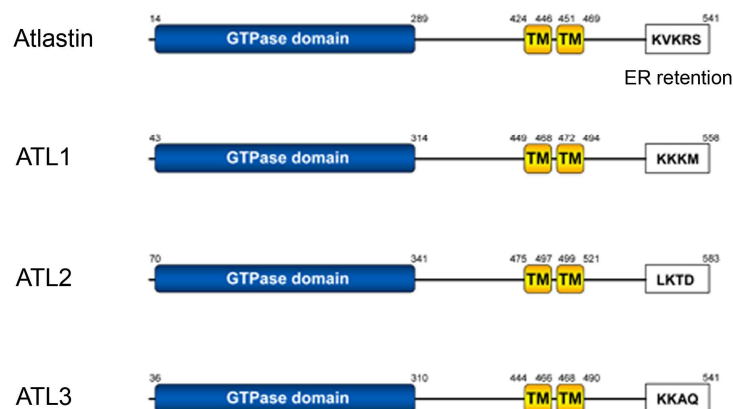 14 289 424 446 451 469 541
Atlastin GTPase domain TM TM KVKRS
ER retention
43 314 449 468 472 494 558
ATL1 GTPase domain TM TM KKKM
70 341 475 497 499 521 583
ATL2 GTPase domain TM TM LKTD
36 310 444 466 468 490 541
ATL3 GTPase domain TM TM KKAQ